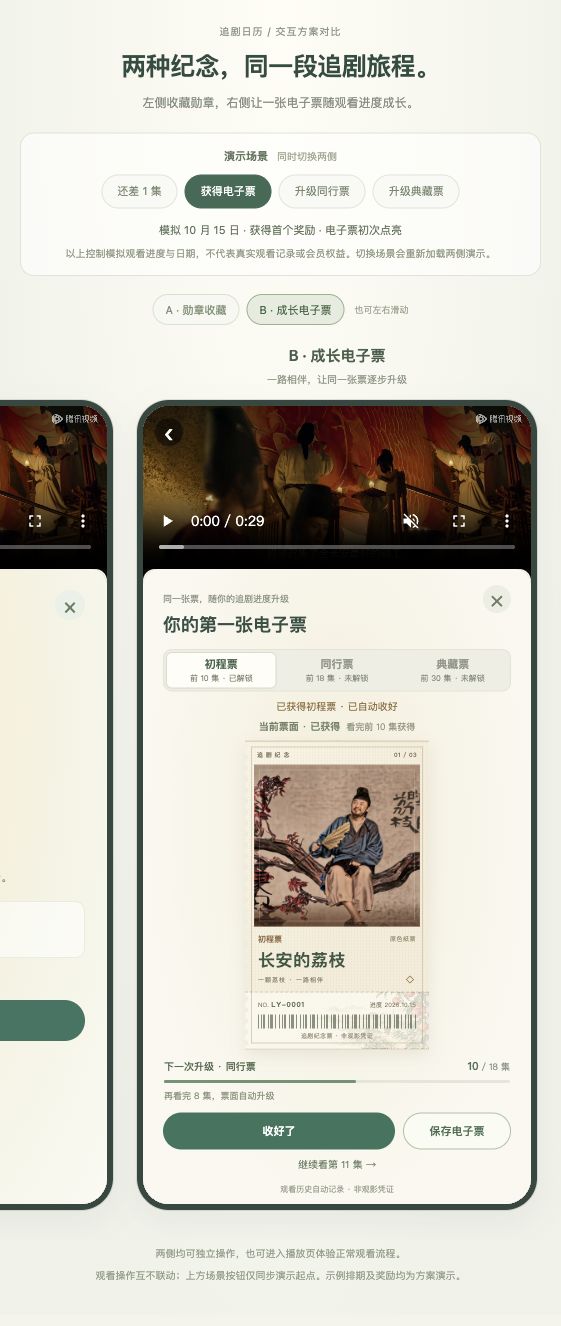 追剧日历 / 交互方案对比
两种纪念，同一段追剧旅程。
左侧收藏勋章，右侧让一张电子票随观看进度成长。
演示场景 同时切换两侧
还差 1 集
获得电子票
升级同行票
升级典藏票
模拟 10 月 15 日 · 获得首个奖励 · 电子票初次点亮
以上控制模拟观看进度与日期，不代表真实观看记录或会员权益。切换场景会重新加载两侧演示。
A · 勋章收藏
B · 成长电子票
也可左右滑动
B · 成长电子票
一路相伴，让同一张票逐步升级
腾讯视频
腾讯视频
0:00 / 0:29
同一张票，随你的追剧进度升级
你的第一张电子票
初程票
前 10 集 · 已解锁
同行票
前 18 集 · 未解锁
典藏票
前 30 集 · 未解锁
已获得初程票 · 已自动收好
当前票面 · 已获得 看完前 10 集获得
追剧纪念 01 / 03
荔枝
初程票 原色纸票
长安的荔枝
一颗荔枝 · 一路相伴
NO. LY–0001 进度 2026.10.15
追剧纪念票 · 非观影凭证
下一次升级 · 同行票 10 / 18 集
再看完 8 集，票面自动升级
收好了
保存电子票
继续看第 11 集 →
观看历史自动记录 · 非观影凭证
。
两侧均可独立操作，也可进入播放页体验正常观看流程。
观看操作互不联动；上方场景按钮仅同步演示起点。示例排期及奖励均为方案演示。